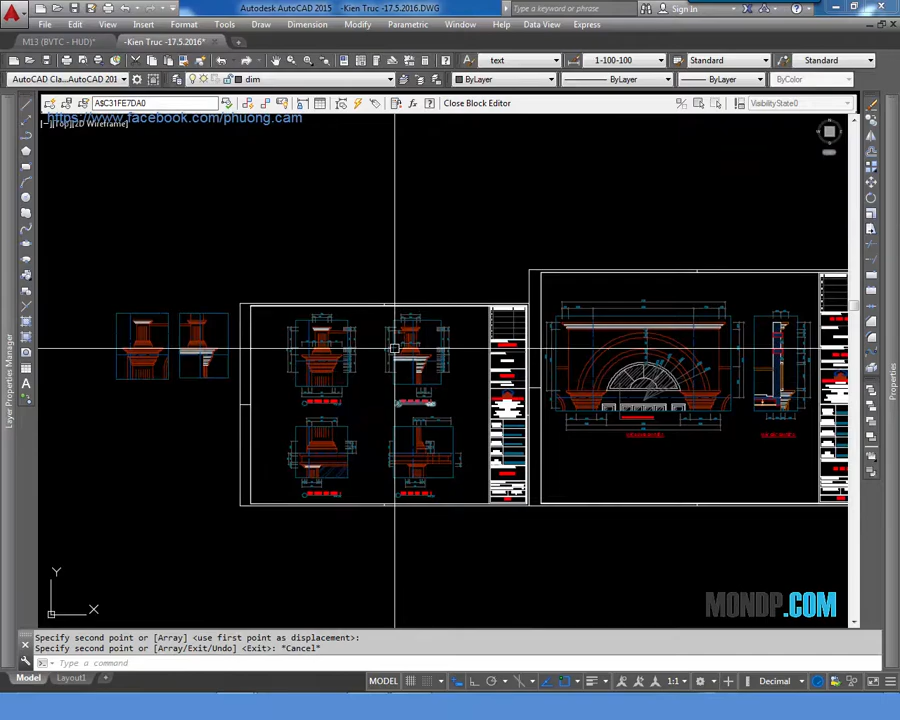 Autodesk AutoCAD 2015 -Kien Truc -17.5.2016.DWG
Type a keyword or phrase
Sign In
File Edit View Insert Format Tools Draw Dimension Modify Parametric Window Help Data View Express
M13 (BVTC - HUD)* -Kien Truc -17.5.2016*
text 1-100-100 Standard Standard
AutoCAD Cla...AutoCAD 201 dim ByLayer ByLayer ByLayer ByColor
A$C31FE7DA0 Close Block Editor VisibilityState0
https://www.facebook.com/phuong.cam
[−][Top][2D Wireframe]
Layer Properties Manager
Properties
Y
X
MONDP.COM
Specify second point or [Array] <use first point as displacement>:
Specify second point or [Array/Exit/Undo] <Exit>: *Cancel*
Type a command
Model Layout1 +
MODEL 1:1 Decimal